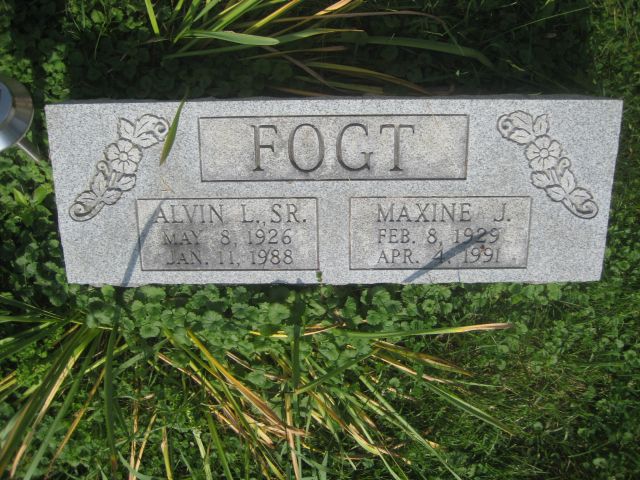 FOGT
ALVIN L. SR.
MAY 8, 1926
JAN. 11, 1988
MAXINE J.
FEB. 8, 1929
APR. 4, 1991